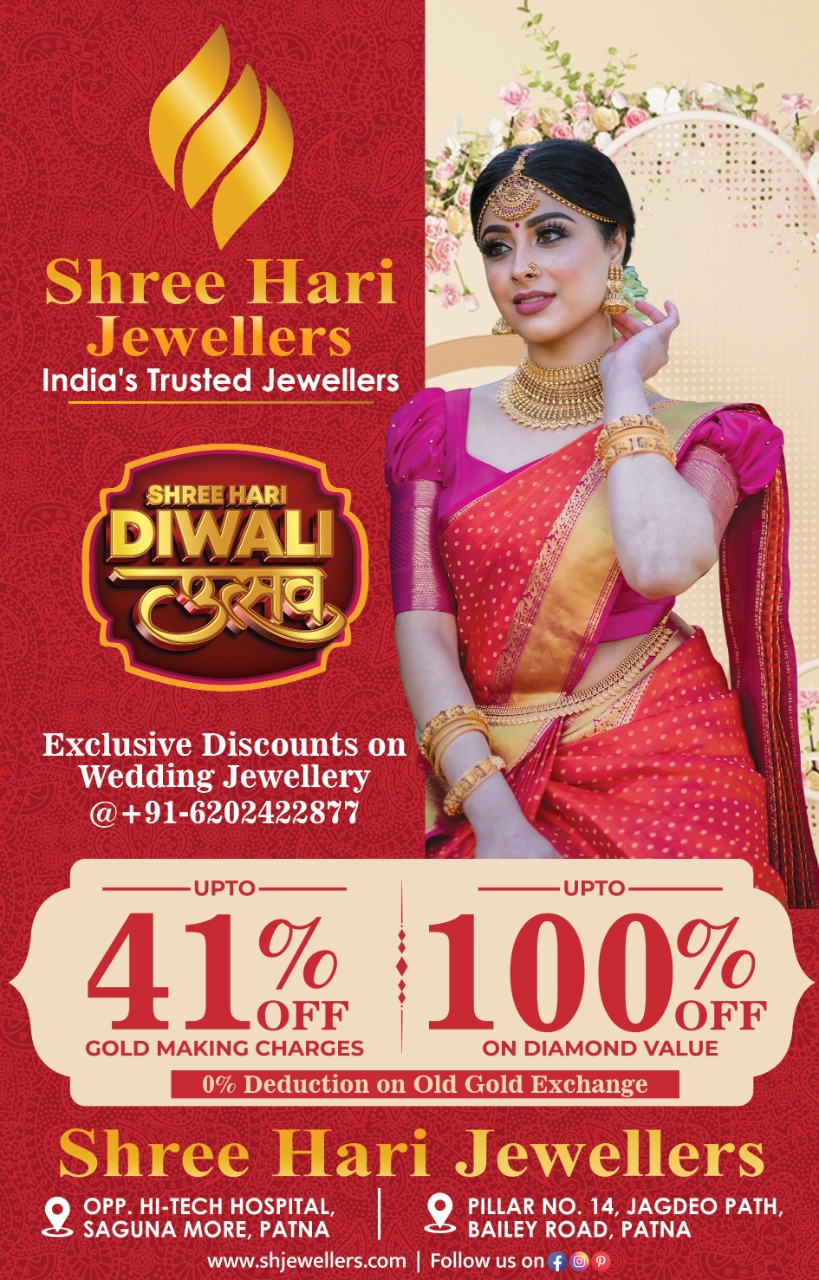 Shree Hari
Jewellers
India's Trusted Jewellers
SHREE HARI
DIWALI
उत्सव
Exclusive Discounts on
Wedding Jewellery
@+91-6202422877
UPTO
41%
OFF
GOLD MAKING CHARGES
UPTO
100%
OFF
ON DIAMOND VALUE
0% Deduction on Old Gold Exchange
Shree Hari Jewellers
OPP. HI-TECH HOSPITAL,
SAGUNA MORE, PATNA
PILLAR NO. 14, JAGDEO PATH,
BAILEY ROAD, PATNA
www.shjewellers.com | Follow us on